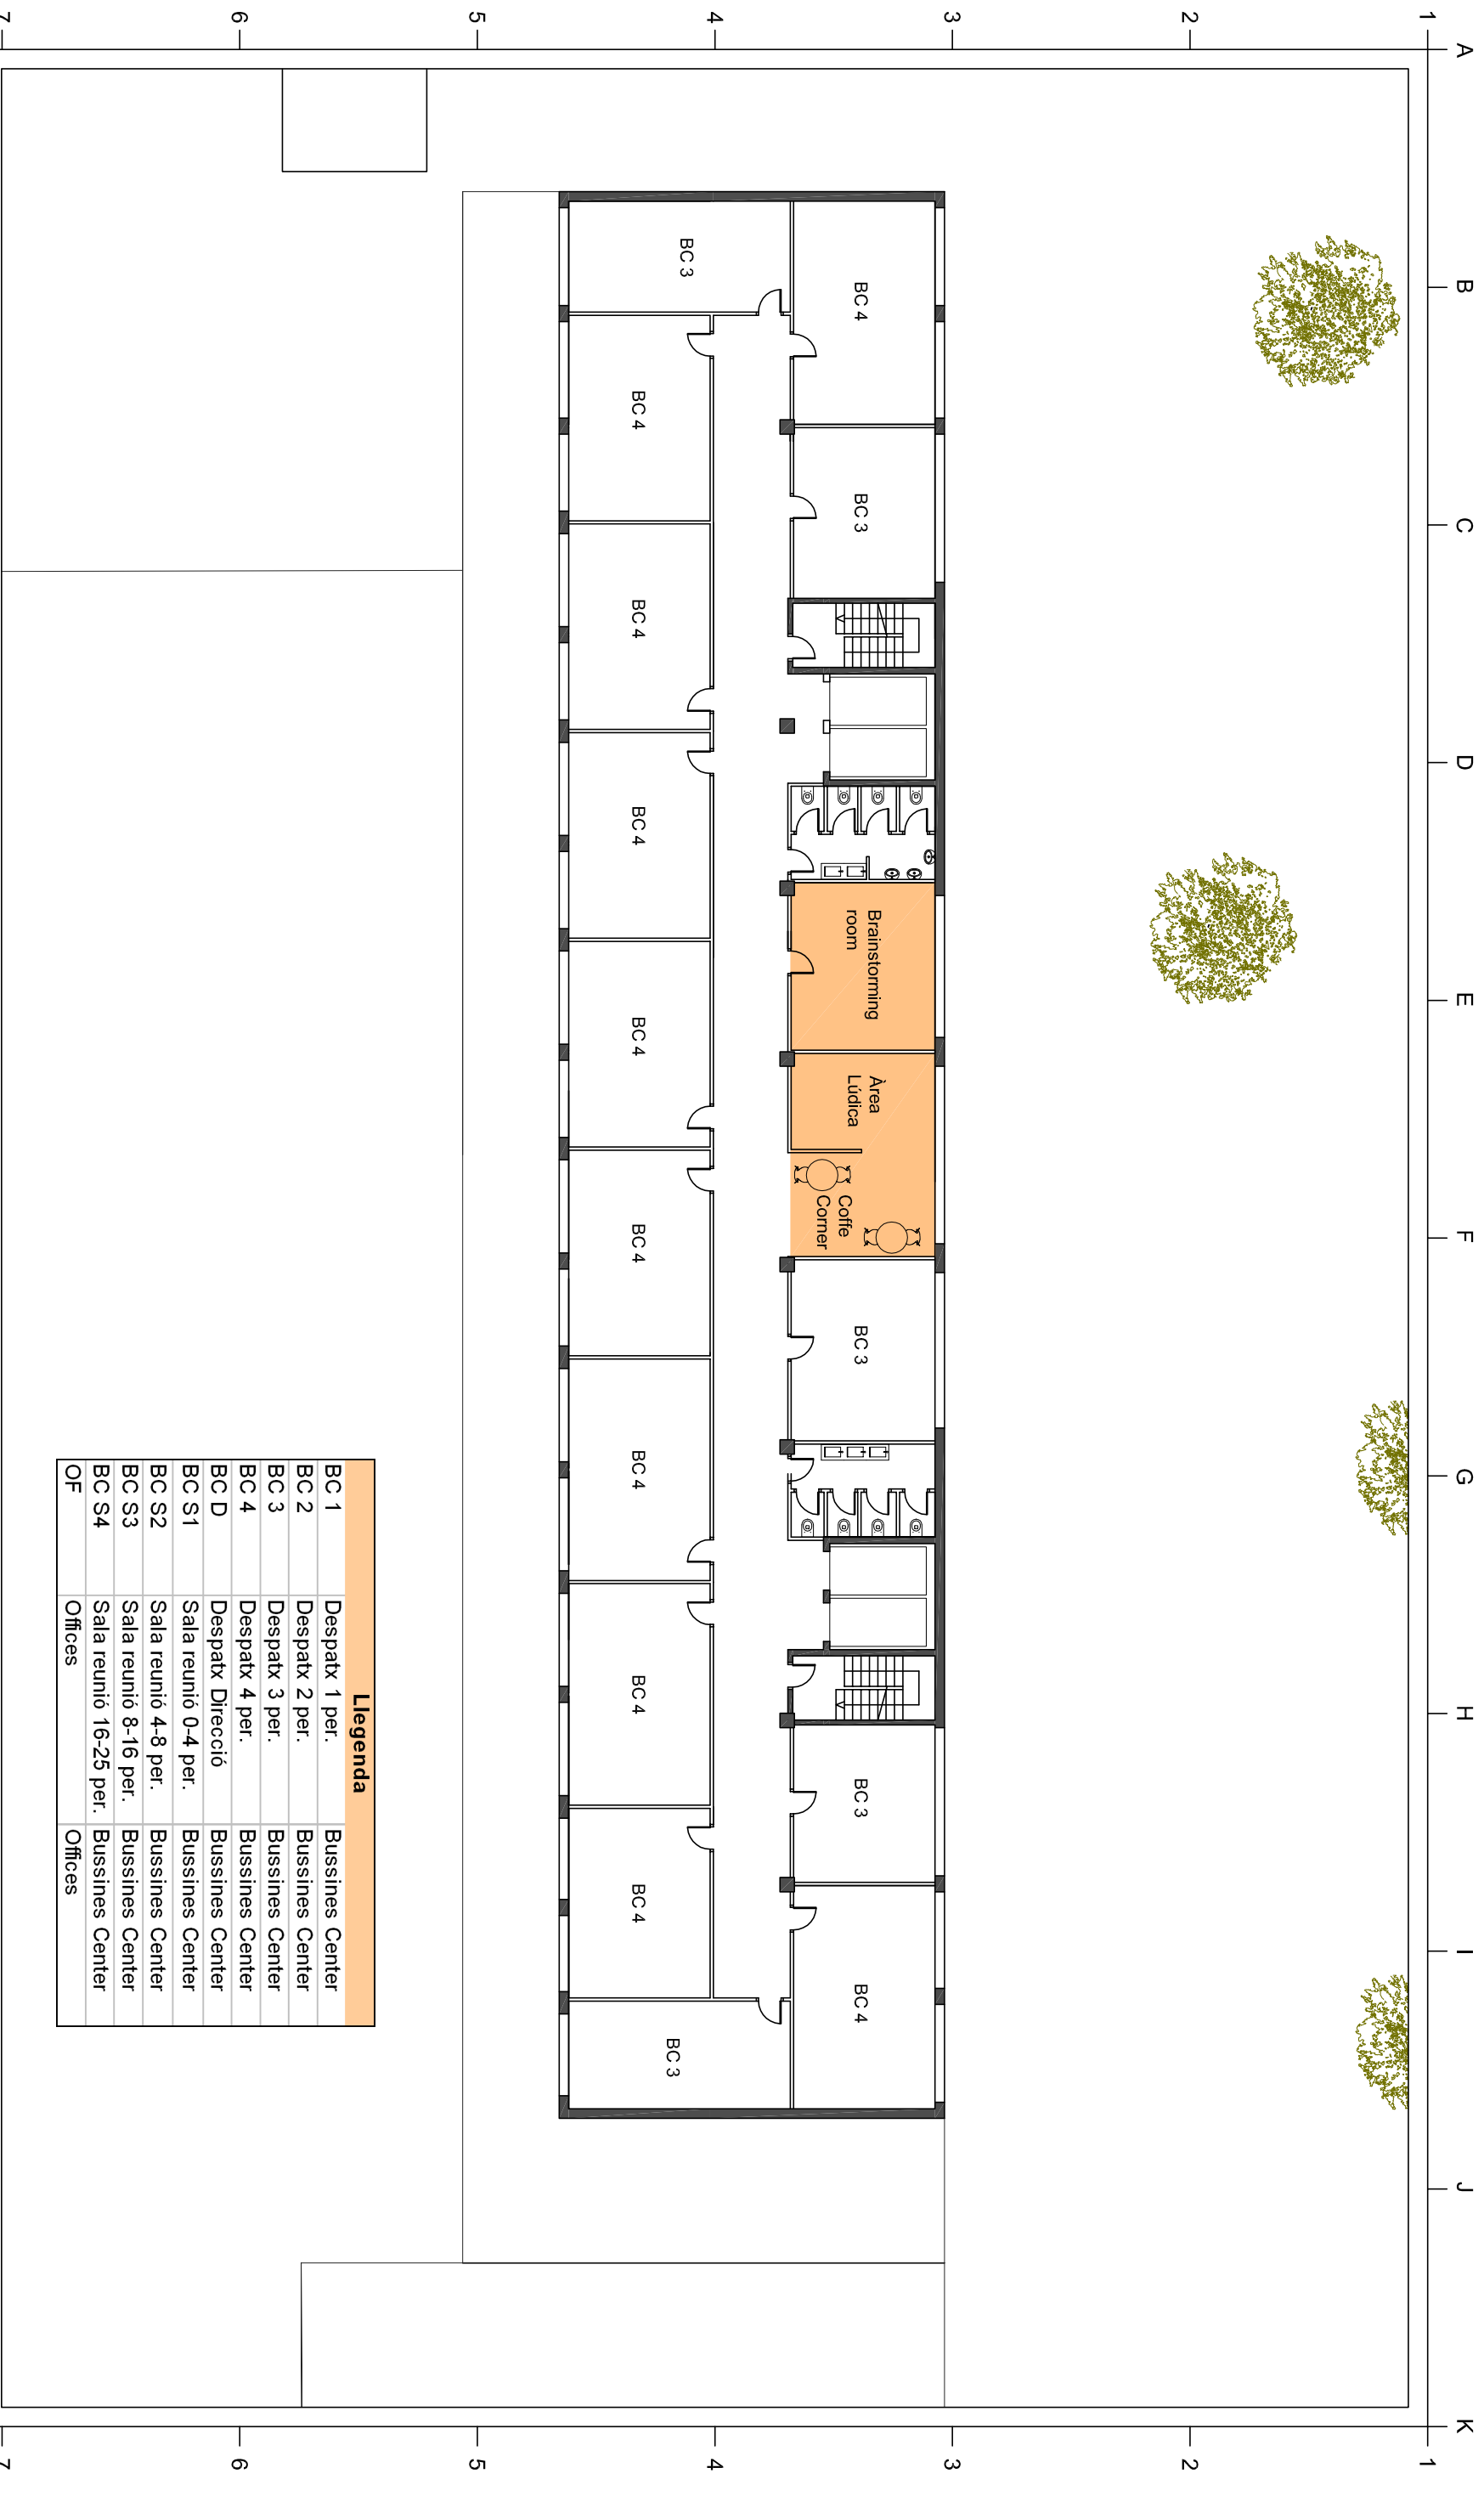 A B C D E F G H I J K
1 1
2 2
3 3
BC 4
BC 3
Brainstorming
room
Àrea
Lúdica
Coffe
Corner
BC 3
BC 3
BC 4
4 4
BC 3
BC 4
BC 4
BC 4
BC 4
BC 4
BC 4
BC 4
BC 4
BC 3
5 5
Llegenda
BC 1 Despatx 1 per. Bussines Center
BC 2 Despatx 2 per. Bussines Center
BC 3 Despatx 3 per. Bussines Center
BC 4 Despatx 4 per. Bussines Center
BC D Despatx Direcció Bussines Center
BC S1 Sala reunió 0-4 per. Bussines Center
BC S2 Sala reunió 4-8 per. Bussines Center
BC S3 Sala reunió 8-16 per. Bussines Center
BC S4 Sala reunió 16-25 per. Bussines Center
OF Offices Offices
6 6
7 7